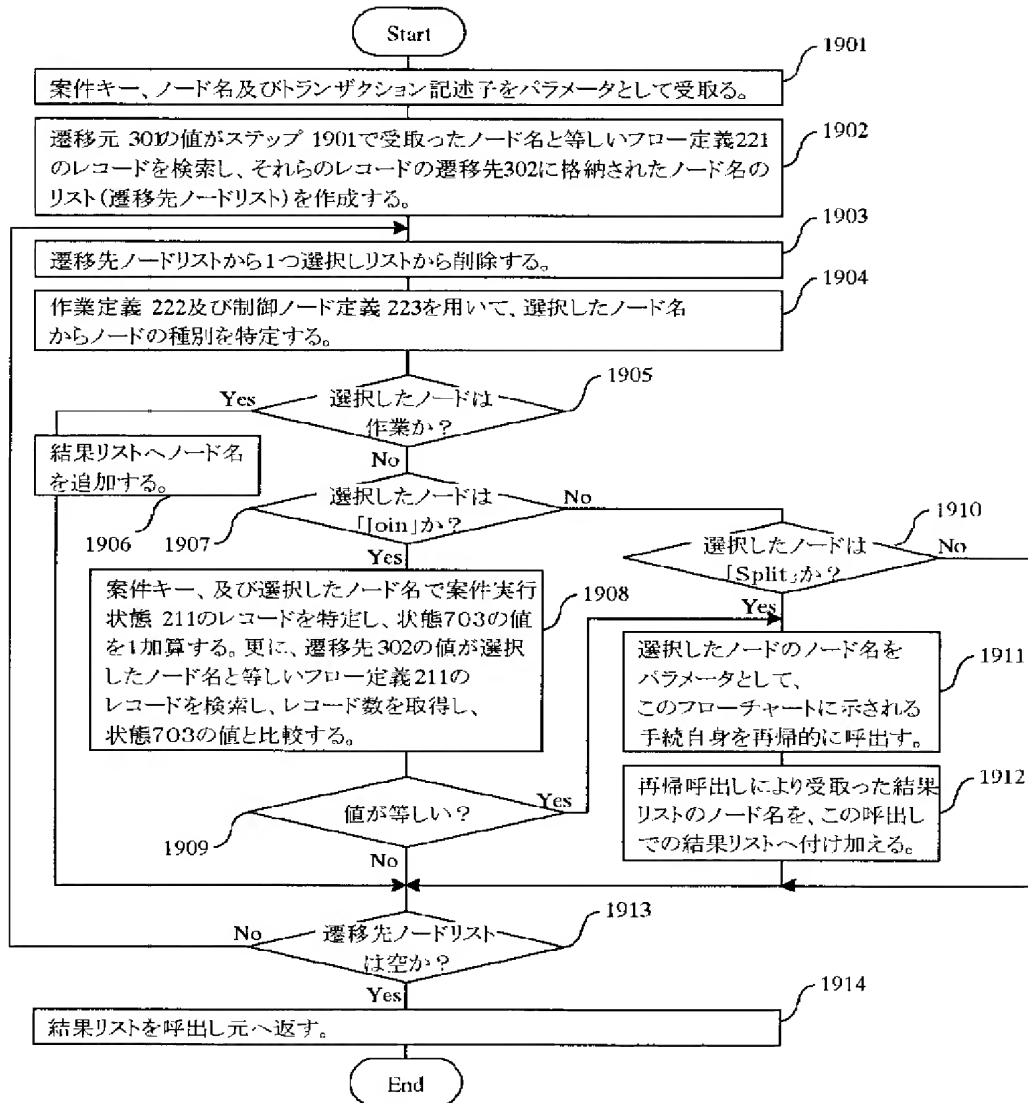 Start
1901
案件キー、ノード名及びトランザクション記述子をパラメータとして受取る。
1902
遷移元 301の値がステップ 1901で受取ったノード名と等しいフロー定義221
のレコードを検索し、それらのレコードの遷移先302に格納されたノード名の
リスト(遷移先ノードリスト)を作成する。
1903
遷移先ノードリストから1つ選択しリストから削除する。
1904
作業定義 222及び制御ノード定義 223を用いて、選択したノード名
からノードの種別を特定する。
1905
Yes
選択したノードは
作業か?
No
結果リストへノード名
を追加する。
1906
選択したノードは
「Join」か?
No
1907
Yes
1910
選択したノードは
「Split」か?
No
Yes
案件キー、及び選択したノード名で案件実行
状態 211のレコードを特定し、状態703の値
を1加算する。更に、遷移先302の値が選択
したノード名と等しいフロー定義211の
レコードを検索し、レコード数を取得し、
状態703の値と比較する。
1908
選択したノードのノード名を
パラメータとして、
このフローチャートに示される
手続自身を再帰的に呼出す。
1911
値が等しい?
Yes
1909
No
再帰呼出しにより受取った結果
リストのノード名を、この呼出し
での結果リストへ付け加える。
1912
1913
No
遷移先ノードリスト
は空か?
Yes
1914
結果リストを呼出し元へ返す。
End